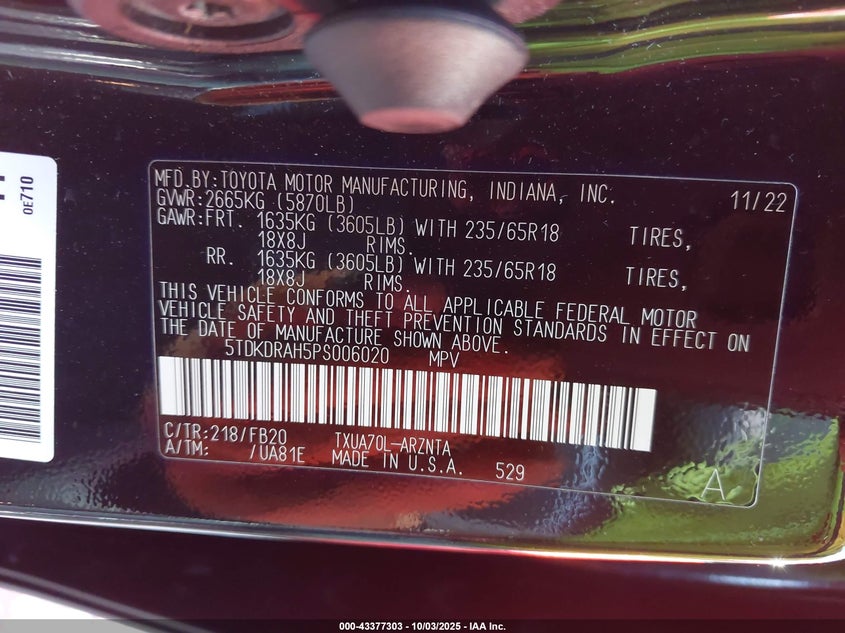 0E710
MFD.BY:TOYOTA MOTOR MANUFACTURING, INDIANA, INC. 11/22
GVWR:2665KG (5870LB)
GAWR:FRT. 1635KG (3605LB) WITH 235/65R18 TIRES,
18X8J RIMS.
RR. 1635KG (3605LB) WITH 235/65R18 TIRES,
18X8J RIMS.
THIS VEHICLE CONFORMS TO ALL APPLICABLE FEDERAL MOTOR
VEHICLE SAFETY AND THEFT PREVENTION STANDARDS IN EFFECT ON
THE DATE OF MANUFACTURE SHOWN ABOVE.
5TDKDRAH5PS006020 MPV
C/TR:218/FB20 TXUA70L-ARZNTA
A/TM: /UA81E MADE IN U.S.A. 529
A
000-43377303 - 10/03/2025 - IAA Inc.